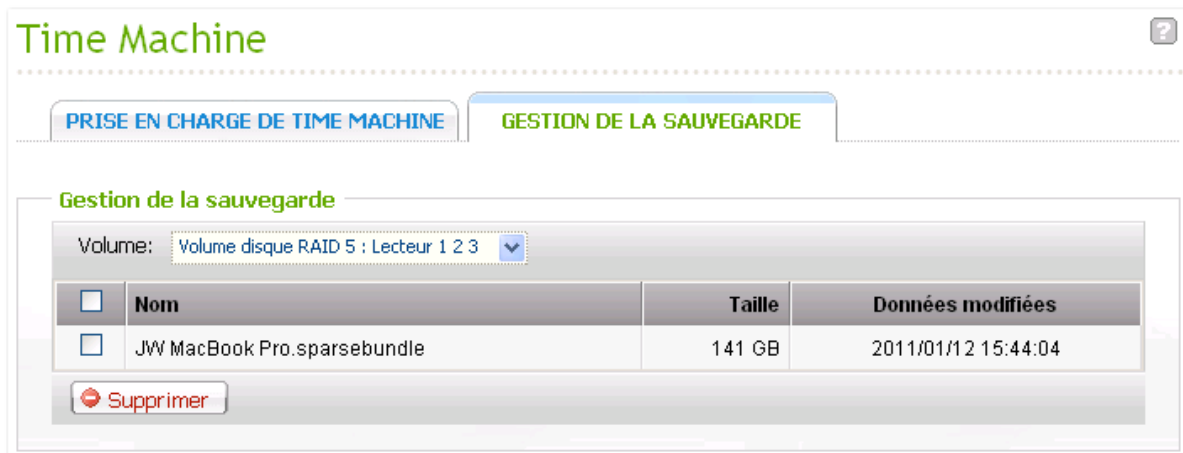 Time Machine
?
PRISE EN CHARGE DE TIME MACHINE
GESTION DE LA SAUVEGARDE
Gestion de la sauvegarde
Volume: Volume disque RAID 5 : Lecteur 1 2 3
Nom Taille Données modifiées
JW MacBook Pro.sparsebundle 141 GB 2011/01/12 15:44:04
Supprimer